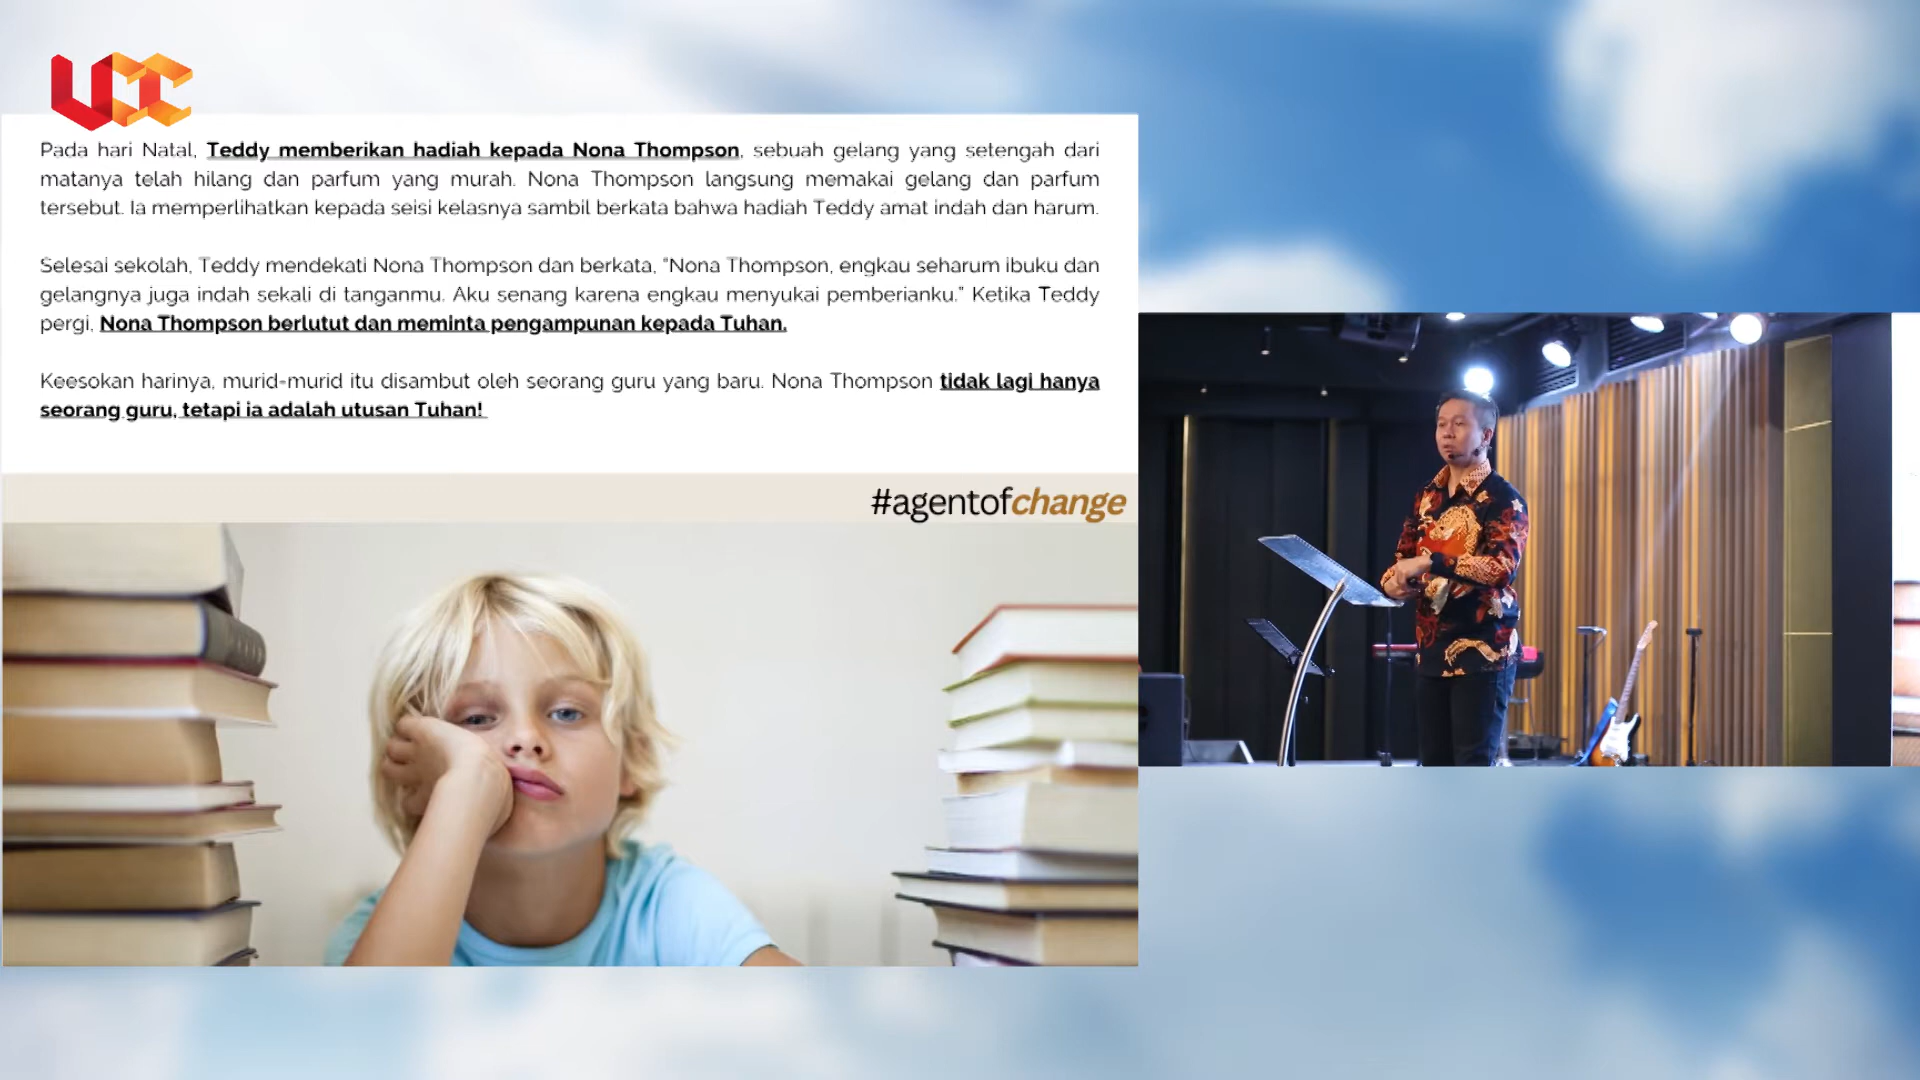 UCC
Pada hari Natal, Teddy memberikan hadiah kepada Nona Thompson, sebuah gelang yang setengah dari
matanya telah hilang dan parfum yang murah. Nona Thompson langsung memakai gelang dan parfum
tersebut. Ia memperlihatkan kepada seisi kelasnya sambil berkata bahwa hadiah Teddy amat indah dan harum.
Selesai sekolah, Teddy mendekati Nona Thompson dan berkata, "Nona Thompson, engkau seharum ibuku dan
gelangnya juga indah sekali di tanganmu. Aku senang karena engkau menyukai pemberianku." Ketika Teddy
pergi, Nona Thompson berlutut dan meminta pengampunan kepada Tuhan.
Keesokan harinya, murid-murid itu disambut oleh seorang guru yang baru. Nona Thompson tidak lagi hanya
seorang guru, tetapi ia adalah utusan Tuhan!
#agentofchange